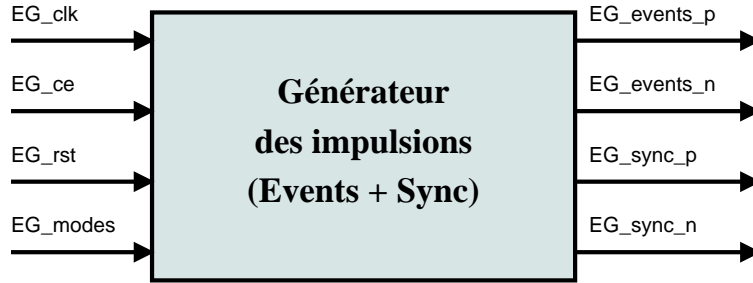 EG_clk
EG_ce
EG_rst
EG_modes
Générateur
des impulsions
(Events + Sync)
EG_events_p
EG_events_n
EG_sync_p
EG_sync_n